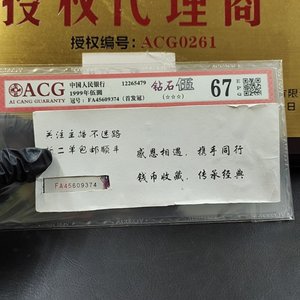 授权代理商
授权编号：ACG0261
ACG
AI CANG GUARANTY
中国人民银行 12265479
1999年伍圆
冠号：FA45609374（首发冠）
钻石
(☆☆☆)
67 EPQ
关注主播不迷路
新二单包邮顺丰
感恩相遇，携手同行
钱币收藏，传承经典
FA45609374